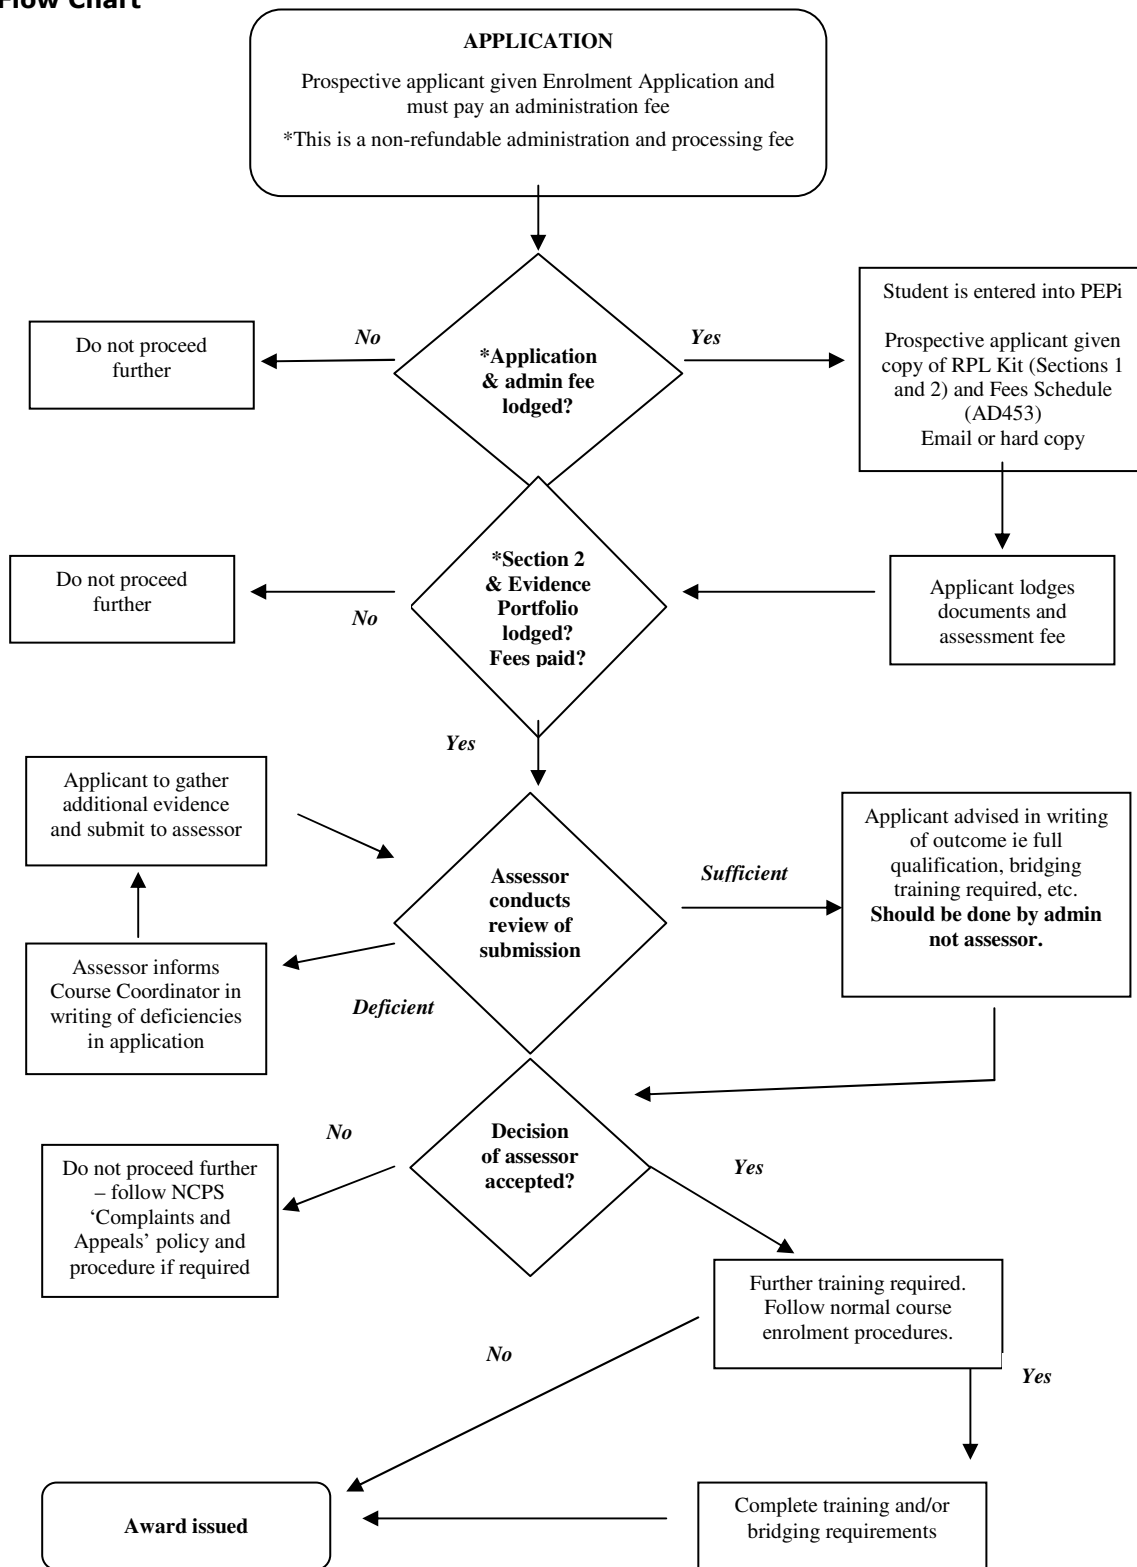 Flow Chart
APPLICATION
Prospective applicant given Enrolment Application and
must pay an administration fee
*This is a non-refundable administration and processing fee
Do not proceed
further
No
*Application
& admin fee
lodged?
Yes
Student is entered into PEPi
Prospective applicant given
copy of RPL Kit (Sections 1
and 2) and Fees Schedule
(AD453)
Email or hard copy
Do not proceed
further
No
*Section 2
& Evidence
Portfolio
lodged?
Fees paid?
Applicant lodges
documents and
assessment fee
Yes
Applicant to gather
additional evidence
and submit to assessor
Assessor
conducts
review of
submission
Sufficient
Applicant advised in writing
of outcome ie full
qualification, bridging
training required, etc.
Should be done by admin
not assessor.
Assessor informs
Course Coordinator in
writing of deficiencies
in application
Deficient
Decision
of assessor
accepted?
No
Do not proceed further
– follow NCPS
‘Complaints and
Appeals’ policy and
procedure if required
Yes
Further training required.
Follow normal course
enrolment procedures.
No
Yes
Award issued
Complete training and/or
bridging requirements